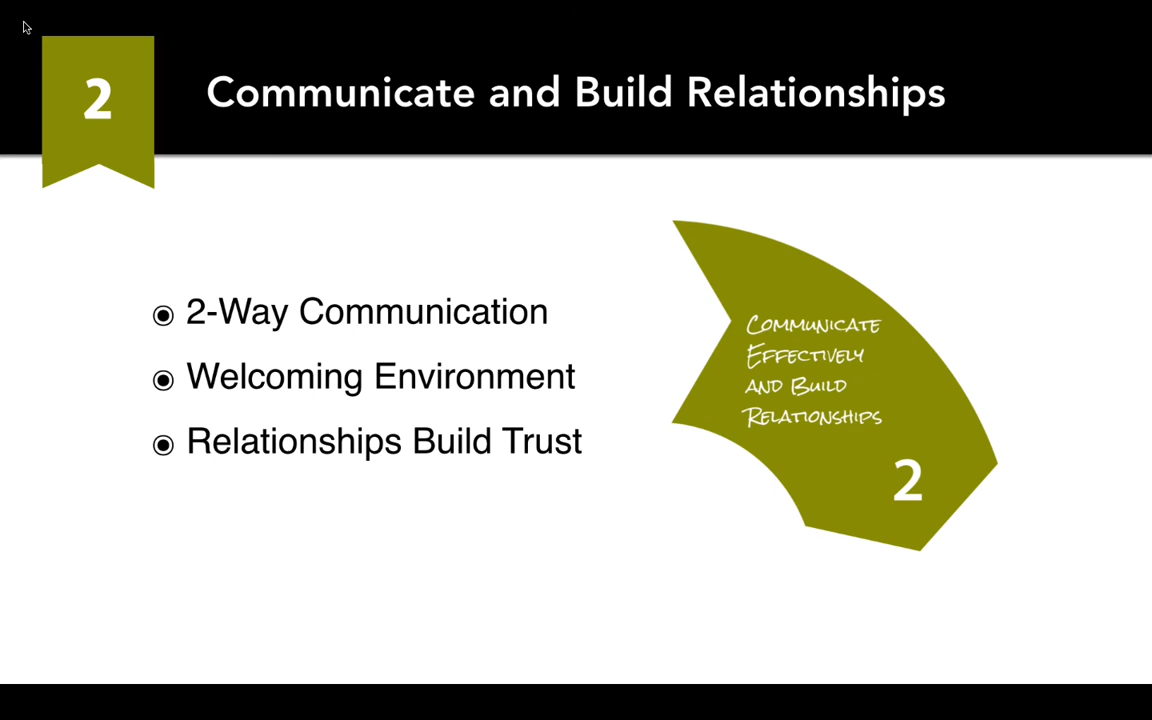 2
Communicate and Build Relationships
2-Way Communication
Welcoming Environment
Relationships Build Trust
Communicate
Effectively
and Build
Relationships
2